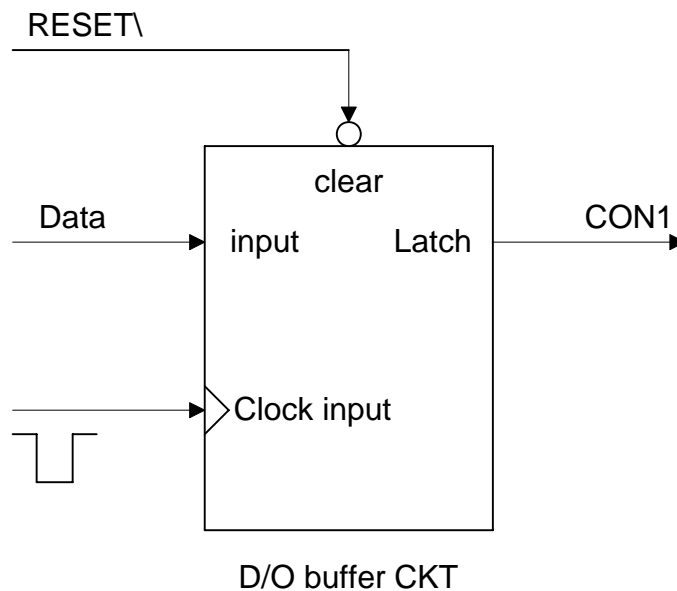 RESET\
clear
Data
input
Latch
CON1
Clock input
D/O buffer CKT